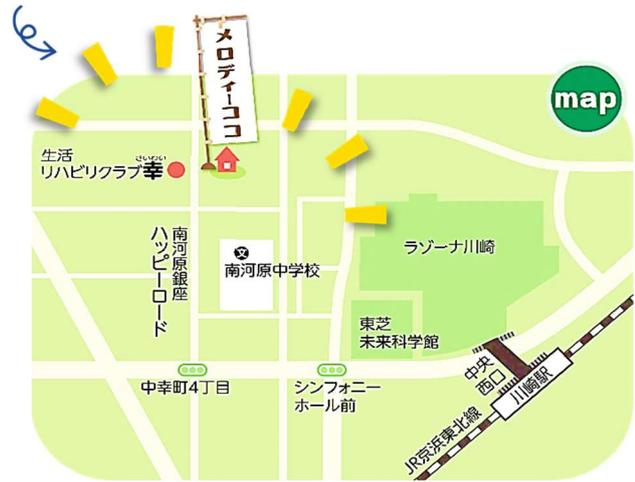 メロディーココ
map
生活
リハビリクラブ幸
さいわい
南河原銀座
ハッピーロード
文
南河原中学校
ラゾーナ川崎
東芝
未来科学館
中幸町4丁目
シンフォニー
ホール前
中央
西口
川崎駅
JR京浜東北線